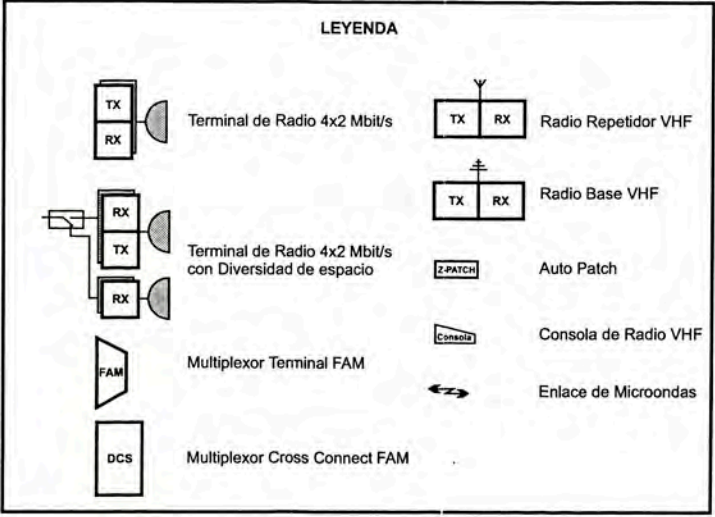 LEYENDA
TX
RX
Terminal de Radio 4x2 Mbit/s
RX
TX
RX
Terminal de Radio 4x2 Mbit/s
con Diversidad de espacio
FAM
Multiplexor Terminal FAM
DCS
Multiplexor Cross Connect FAM
TX RX
Radio Repetidor VHF
TX RX
Radio Base VHF
Z-PATCH
Auto Patch
Consola
Consola de Radio VHF
Enlace de Microondas